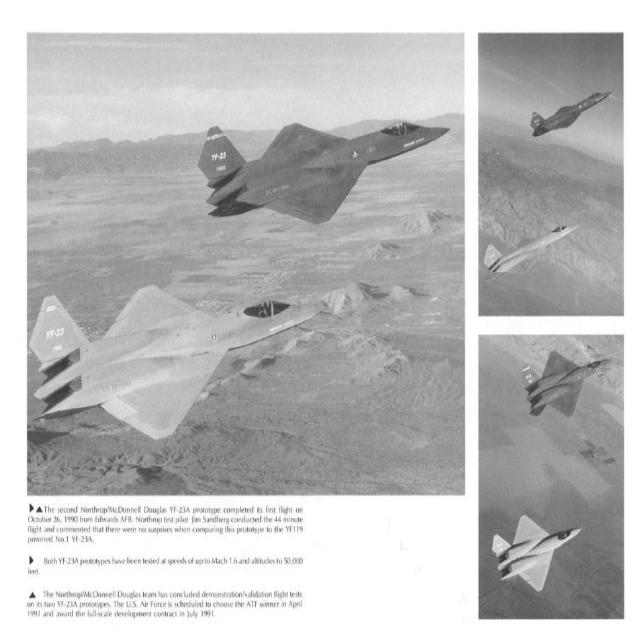 YF-23
YF-23
▶ ▲ The second Northrop/McDonnell Douglas YF-23A prototype completed its first flight on
October 26, 1990 from Edwards AFB. Northrop test pilot Jim Sandberg conducted the 44 minute
flight and commented that there were no surprises when comparing this prototype to the YF119
powered No.1 YF-23A.
▶ Both YF-23A prototypes have been tested at speeds of up to Mach 1.6 and altitudes to 50,000
feet.
▲ The Northrop/McDonnell Douglas team has concluded demonstration/validation flight tests
on its two YF-23A prototypes. The U.S. Air Force is scheduled to choose the ATF winner in April
1991 and award the full-scale development contract in July 1991.